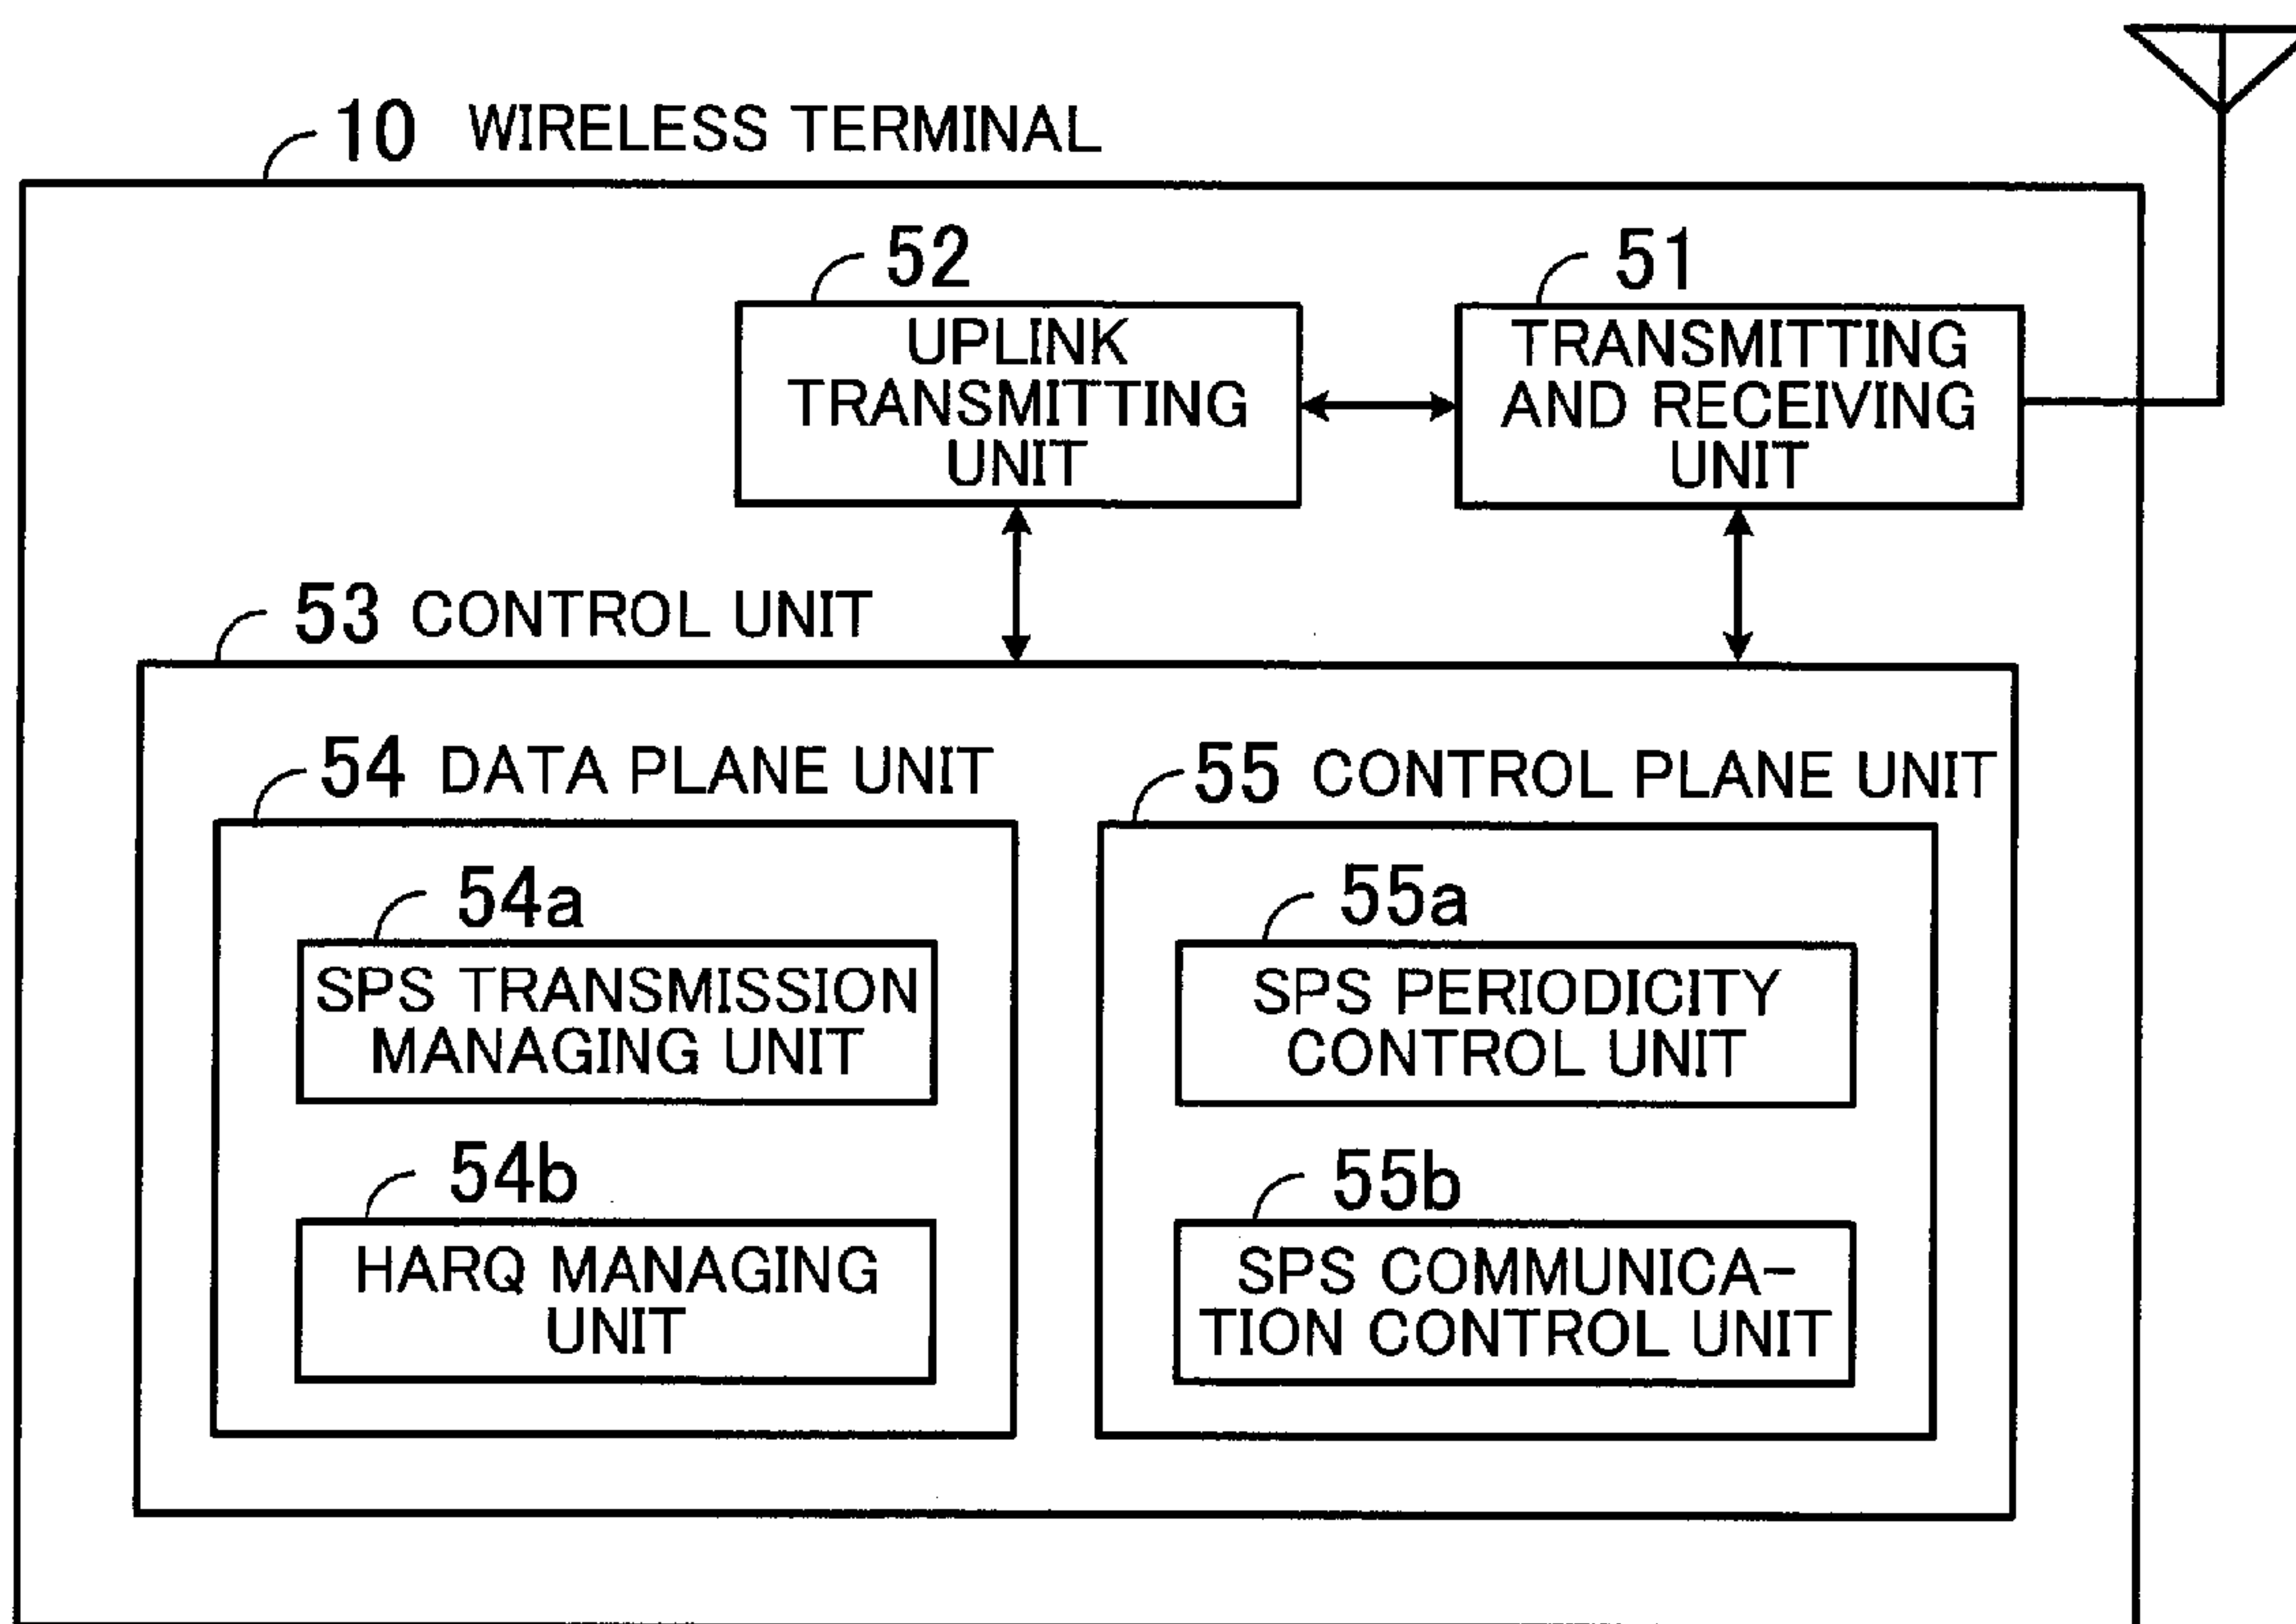 10 WIRELESS TERMINAL
52
UPLINK
TRANSMITTING
UNIT
51
TRANSMITTING
AND RECEIVING
UNIT
53 CONTROL UNIT
54 DATA PLANE UNIT
54a
SPS TRANSMISSION
MANAGING UNIT
54b
HARQ MANAGING
UNIT
55 CONTROL PLANE UNIT
55a
SPS PERIODICITY
CONTROL UNIT
55b
SPS COMMUNICA-
TION CONTROL UNIT